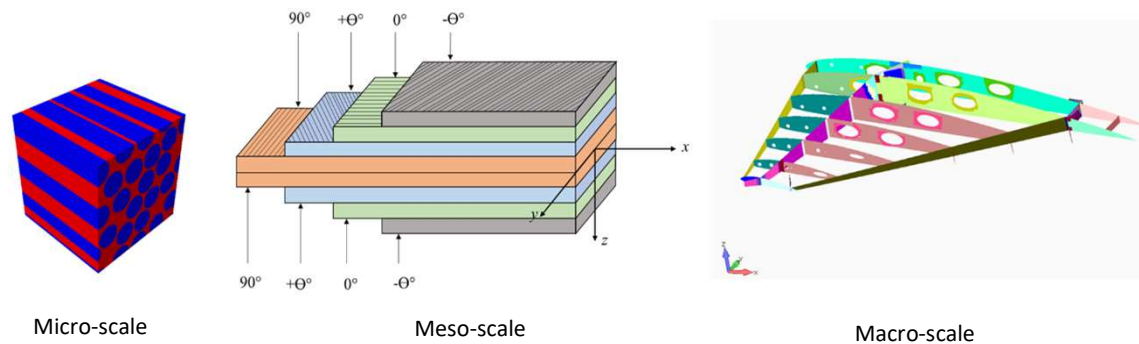 90° +Ɵ° 0° -Ɵ°
x
y
z
90° +Ɵ° 0° -Ɵ°
z
y
x
Micro-scale
Meso-scale
Macro-scale